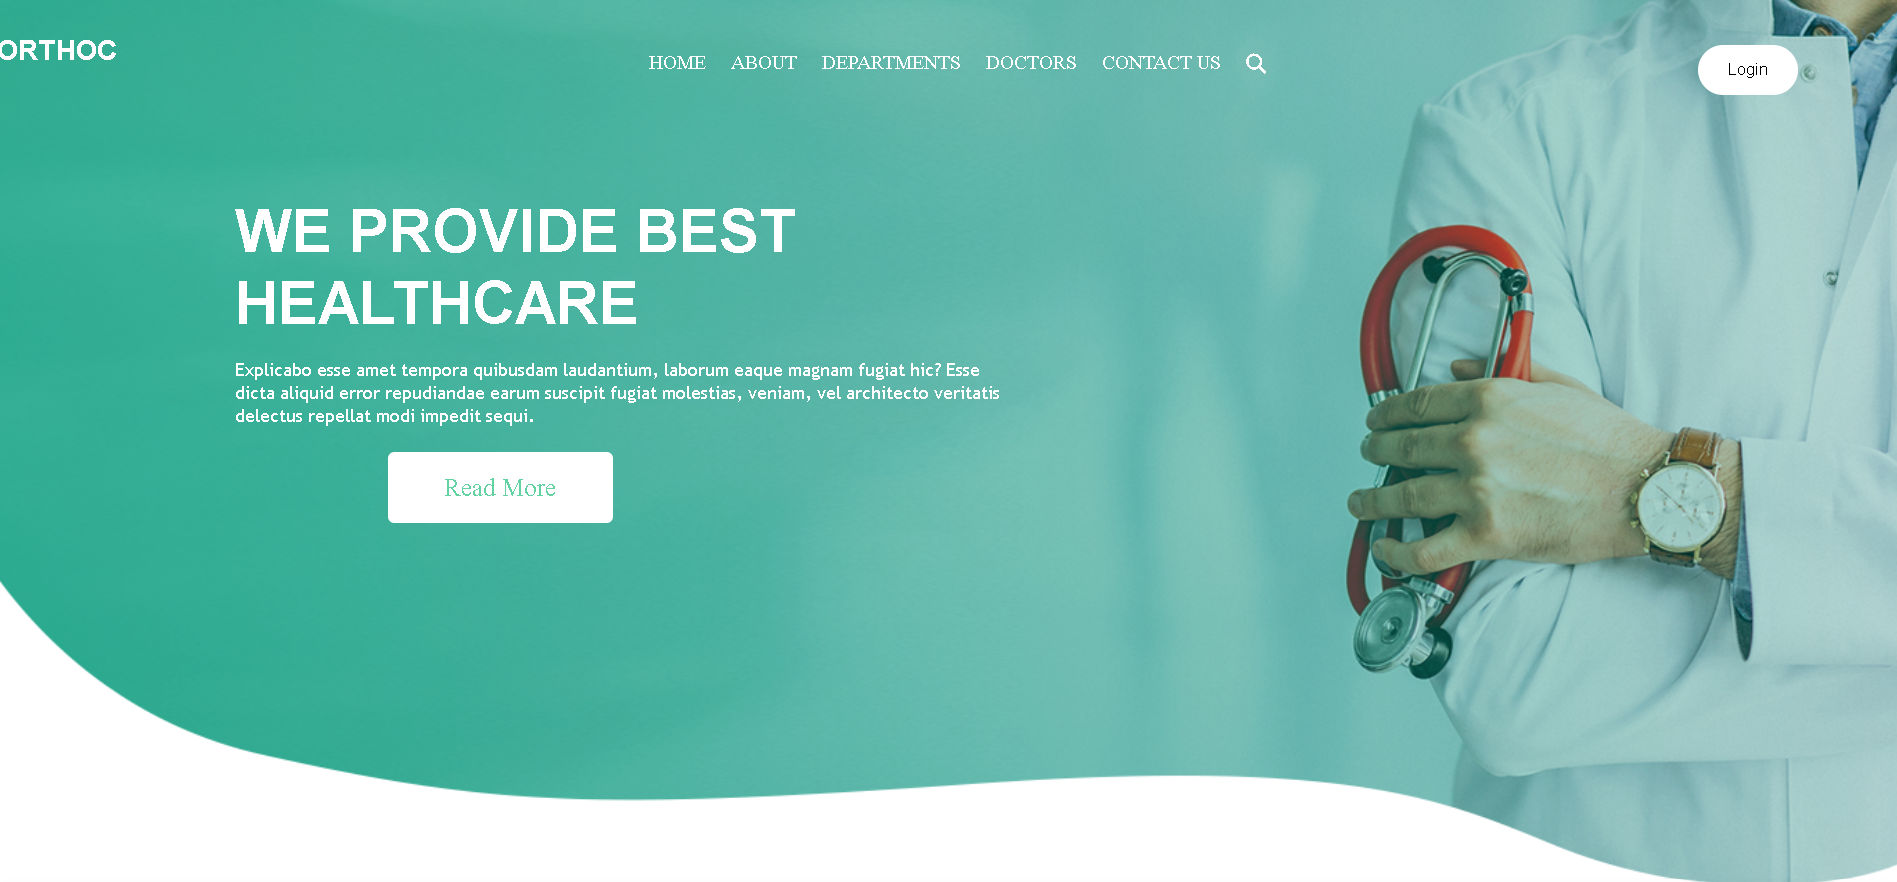 ORTHOC
HOME ABOUT DEPARTMENTS DOCTORS CONTACT US
Login
WE PROVIDE BEST
HEALTHCARE
Explicabo esse amet tempora quibusdam laudantium, laborum eaque magnam fugiat hic? Esse
dicta aliquid error repudiandae earum suscipit fugiat molestias, veniam, vel architecto veritatis
delectus repellat modi impedit sequi.
Read More